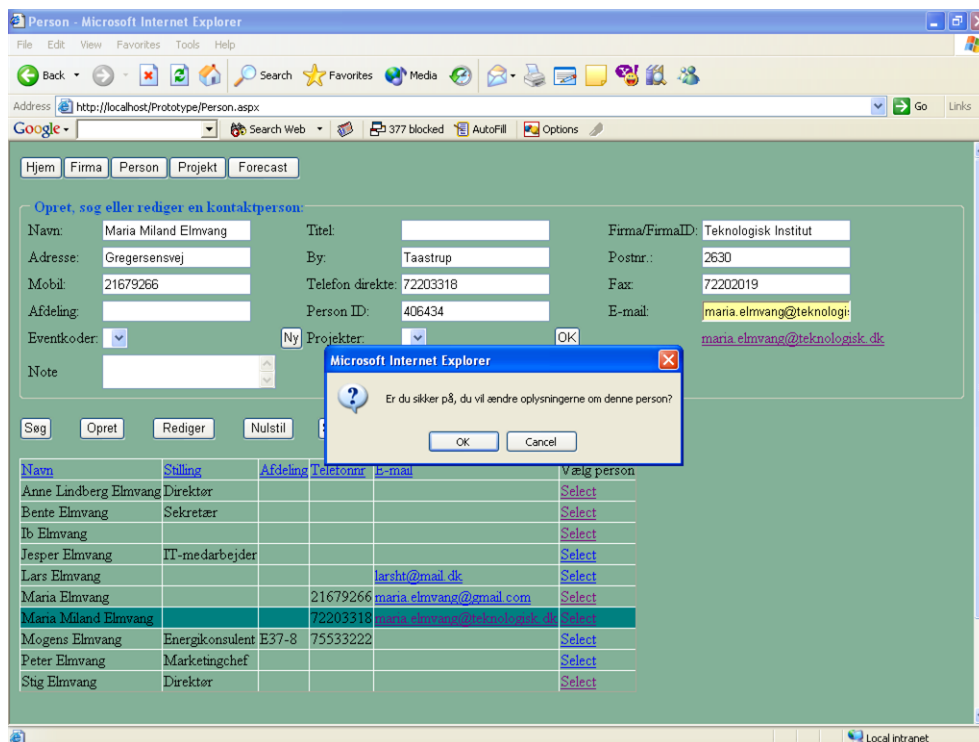 Person - Microsoft Internet Explorer
File Edit View Favorites Tools Help
Back Search Favorites Media
Address http://localhost/Prototype/Person.aspx Go Links
Google Search Web 377 blocked AutoFill Options
Hjem Firma Person Projekt Forecast
Opret, søg eller rediger en kontaktperson:
Navn: Maria Miland Elmvang Titel: Firma/FirmaID: Teknologisk Institut
Adresse: Gregersensvej By: Taastrup Postnr.: 2630
Mobil: 21679266 Telefon direkte: 72203318 Fax: 72202019
Afdeling: Person ID: 406434 E-mail: maria.elmvang@teknologi
Eventkoder: Ny Projekter: OK maria.elmvang@teknologisk.dk
Note
Microsoft Internet Explorer
Er du sikker på, du vil ændre oplysningerne om denne person?
OK Cancel
Søg Opret Rediger Nulstil
Navn Stilling Afdeling Telefonnr E-mail Vælg person
Anne Lindberg Elmvang Direktør Select
Bente Elmvang Sekretær Select
Ib Elmvang Select
Jesper Elmvang IT-medarbejder Select
Lars Elmvang larsht@mail.dk Select
Maria Elmvang 21679266 maria.elmvang@gmail.com Select
Maria Miland Elmvang 72203318 maria.elmvang@teknologisk.dk Select
Mogens Elmvang Energikonsulent E37-8 75533222 Select
Peter Elmvang Marketingchef Select
Stig Elmvang Direktør Select
Local intranet